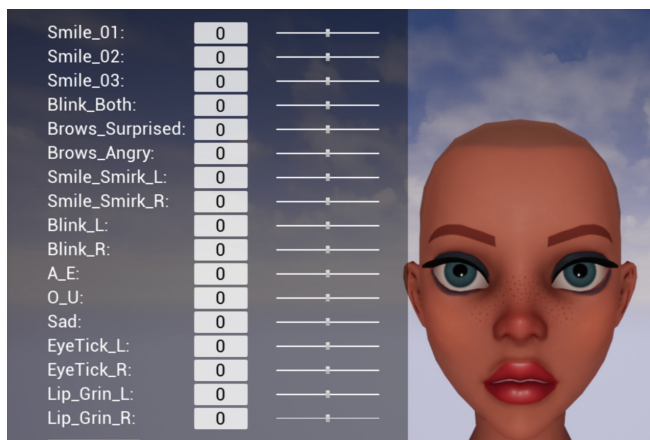 Smile_01: 0
Smile_02: 0
Smile_03: 0
Blink_Both: 0
Brows_Surprised: 0
Brows_Angry: 0
Smile_Smirk_L: 0
Smile_Smirk_R: 0
Blink_L: 0
Blink_R: 0
A_E: 0
O_U: 0
Sad: 0
EyeTick_L: 0
EyeTick_R: 0
Lip_Grin_L: 0
Lip_Grin_R: 0